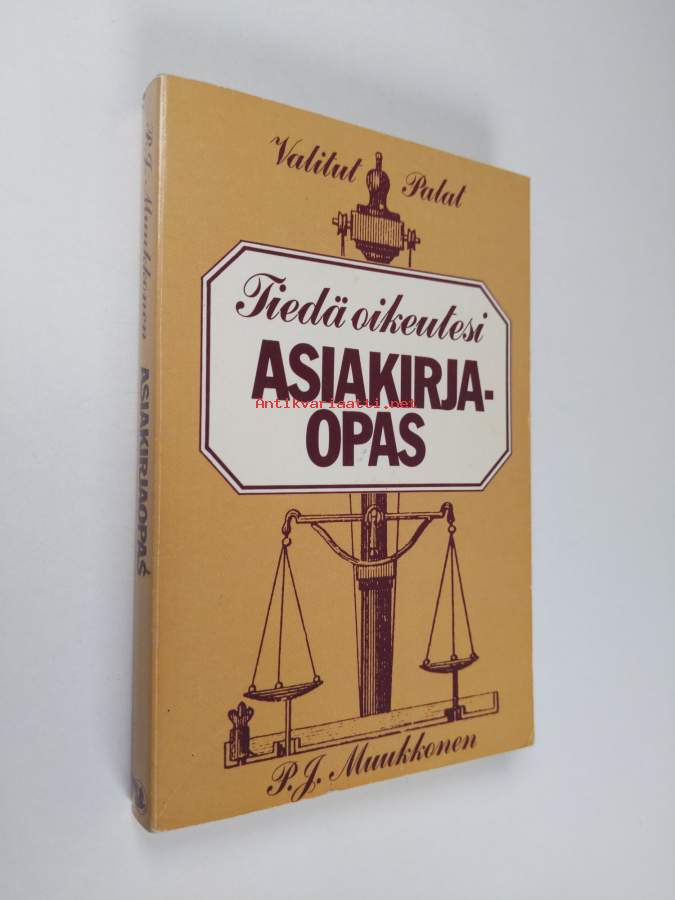 Valitut Palat
Tiedä oikeutesi
ASIAKIRJA-
OPAS
P.J. Muukkonen
P.J. Muukkonen ASIAKIRJAOPAS
Antikvariaatti.net